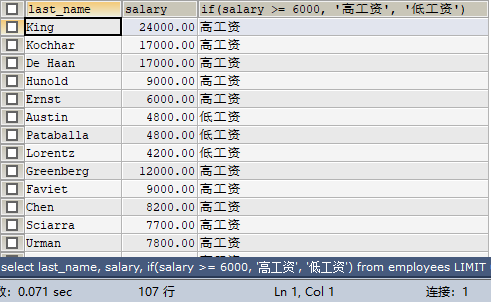 last_name salary if(salary >= 6000, '高工资', '低工资')
King 24000.00 高工资
Kochhar 17000.00 高工资
De Haan 17000.00 高工资
Hunold 9000.00 高工资
Ernst 6000.00 高工资
Austin 4800.00 低工资
Pataballa 4800.00 低工资
Lorentz 4200.00 低工资
Greenberg 12000.00 高工资
Faviet 9000.00 高工资
Chen 8200.00 高工资
Sciarra 7700.00 高工资
Urman 7800.00 高工资
select last_name, salary, if(salary >= 6000, '高工资', '低工资') from employees LIMIT
: 0.071 sec 107 行 Ln 1, Col 1 连接: 1